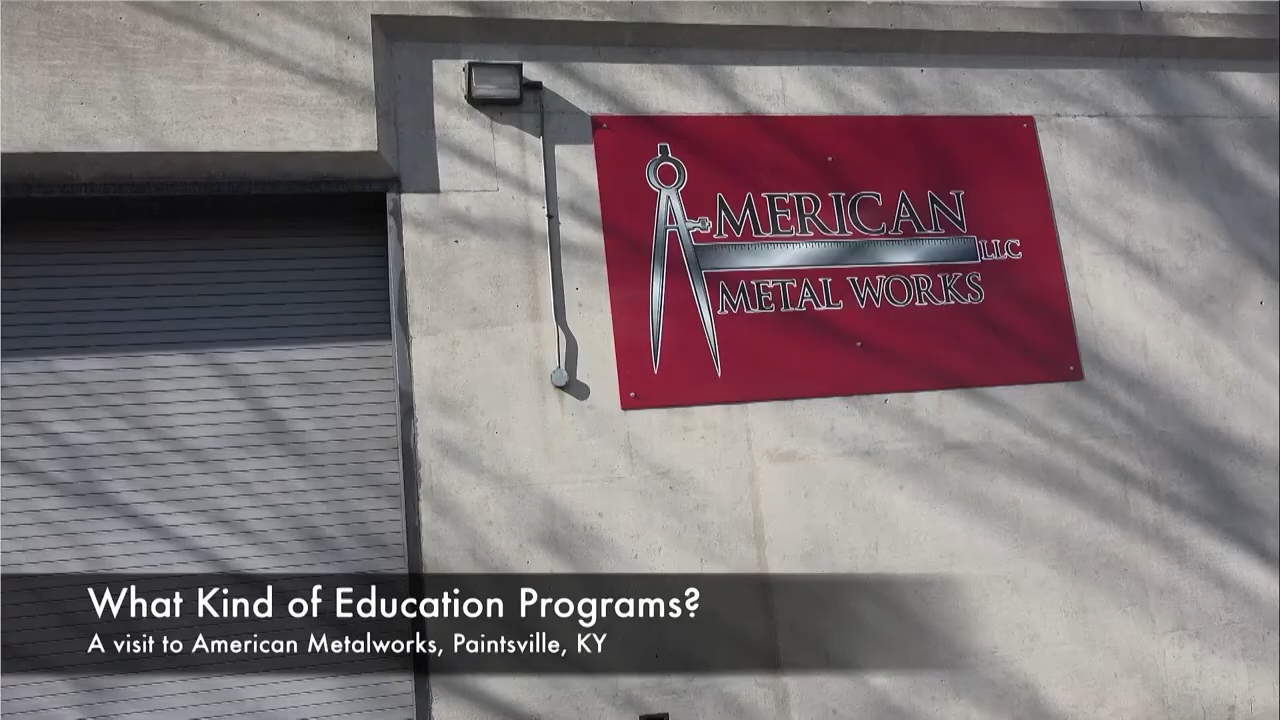 AMERICAN
LLC
METAL WORKS
What Kind of Education Programs?
A visit to American Metalworks, Paintsville, KY